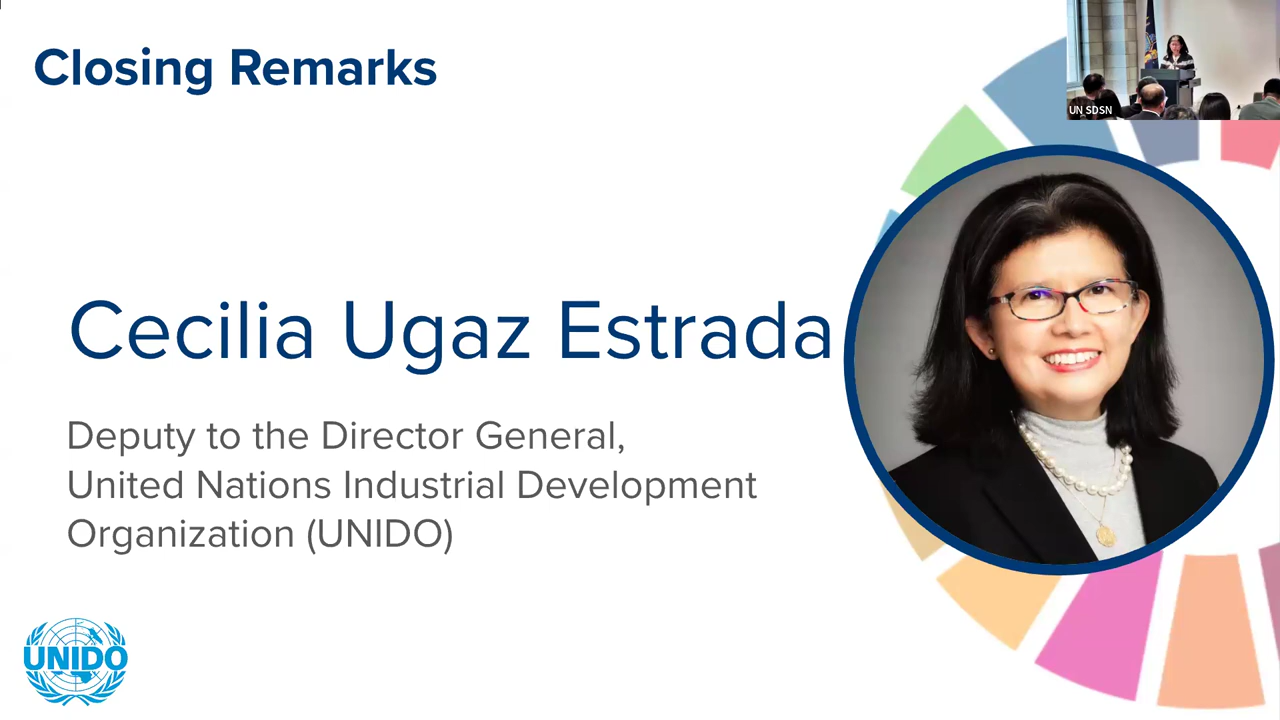 Closing Remarks
UN SDSN
Cecilia Ugaz Estrada
Deputy to the Director General,
United Nations Industrial Development
Organization (UNIDO)
UNIDO